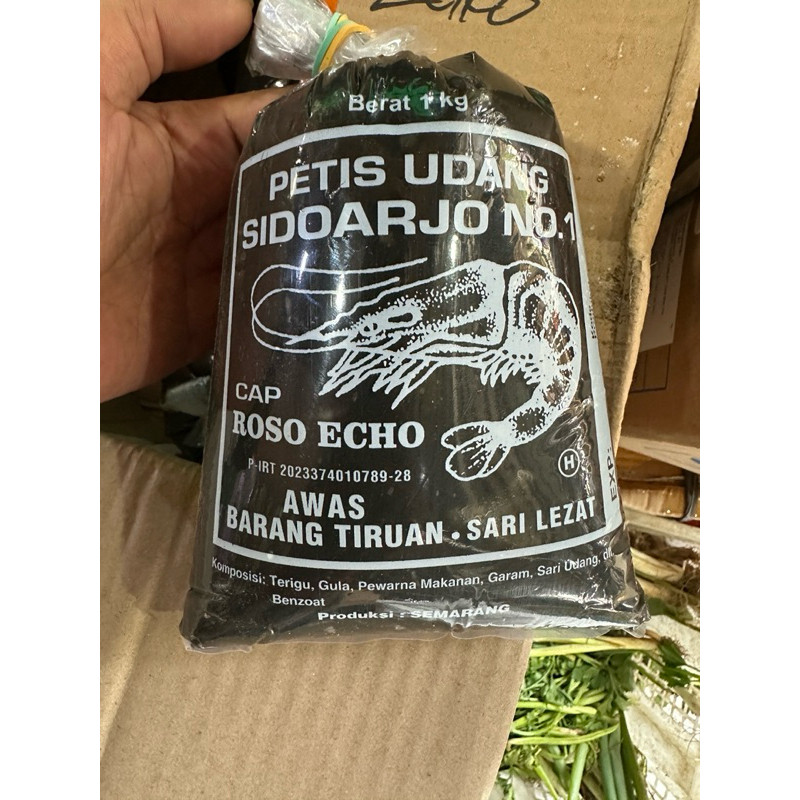 Berat 1 kg
PETIS UDANG
SIDOARJO NO.1
CAP
ROSO ECHO
P-IRT 2023374010789-28
H
EXP:
AWAS
BARANG TIRUAN • SARI LEZAT
Komposisi: Terigu, Gula, Pewarna Makanan, Garam, Sari Udang, dll.
Benzoat
Produksi : SEMARANG